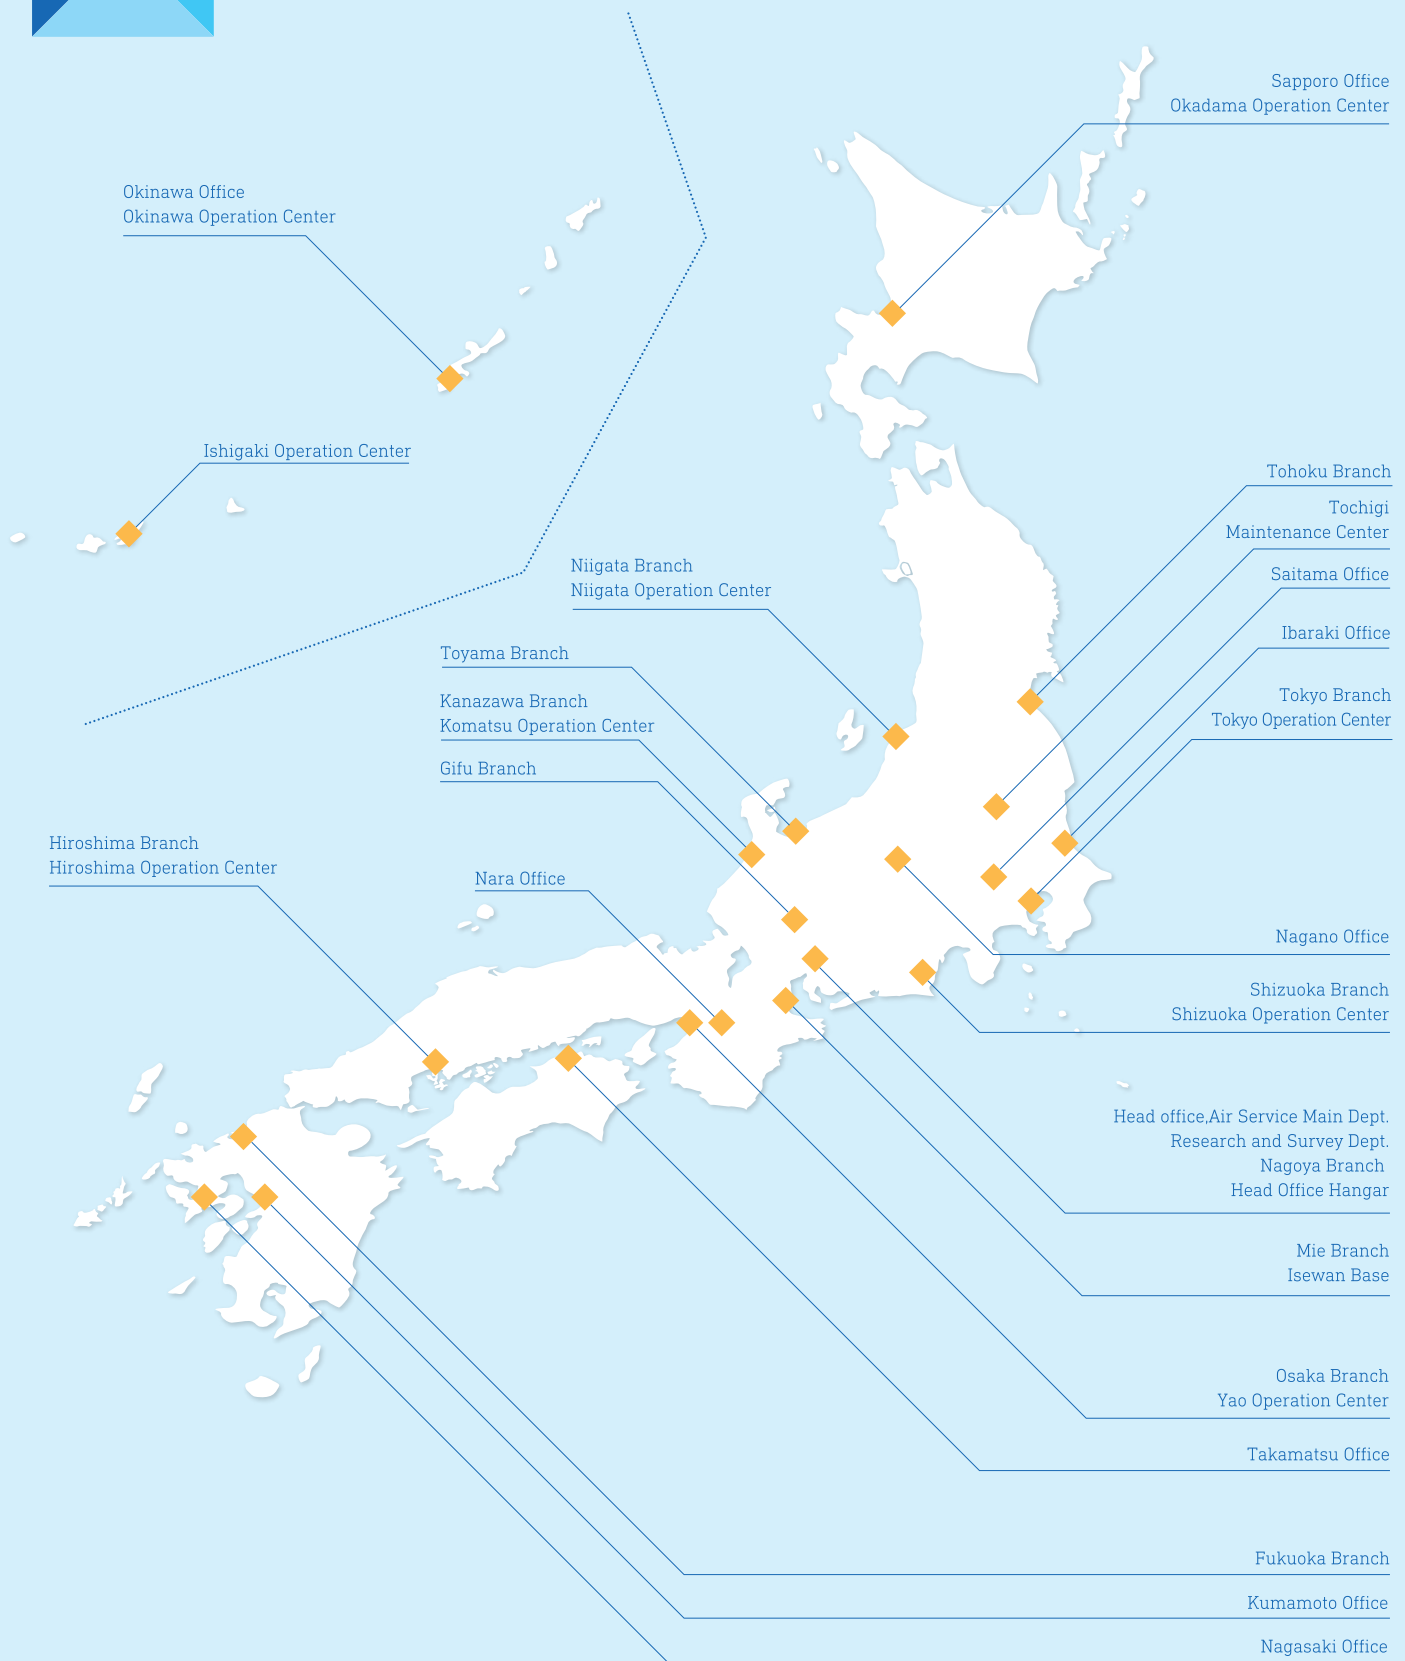 Sapporo Office
Okadama Operation Center
Okinawa Office
Okinawa Operation Center
Ishigaki Operation Center
Tohoku Branch
Tochigi
Maintenance Center
Niigata Branch
Niigata Operation Center
Saitama Office
Ibaraki Office
Toyama Branch
Kanazawa Branch
Komatsu Operation Center
Tokyo Branch
Tokyo Operation Center
Gifu Branch
Hiroshima Branch
Hiroshima Operation Center
Nara Office
Nagano Office
Shizuoka Branch
Shizuoka Operation Center
Head office,Air Service Main Dept.
Research and Survey Dept.
Nagoya Branch
Head Office Hangar
Mie Branch
Isewan Base
Osaka Branch
Yao Operation Center
Takamatsu Office
Fukuoka Branch
Kumamoto Office
Nagasaki Office